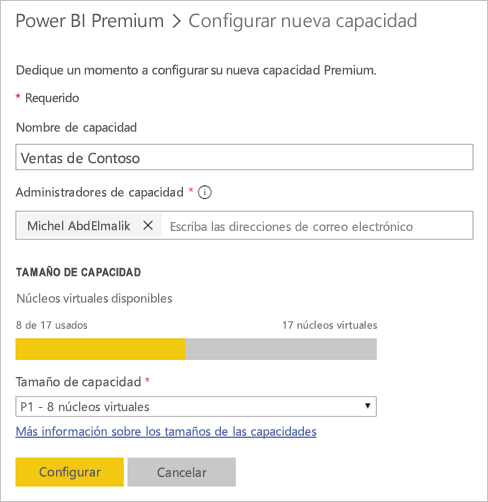 Power BI Premium > Configurar nueva capacidad
Dedique un momento a configurar su nueva capacidad Premium.
* Requerido
Nombre de capacidad
Ventas de Contoso
Administradores de capacidad *
Michel AbdElmalik Escriba las direcciones de correo electrónico
TAMAÑO DE CAPACIDAD
Núcleos virtuales disponibles
8 de 17 usados 17 núcleos virtuales
Tamaño de capacidad *
P1 - 8 núcleos virtuales
Más información sobre los tamaños de las capacidades
Configurar Cancelar